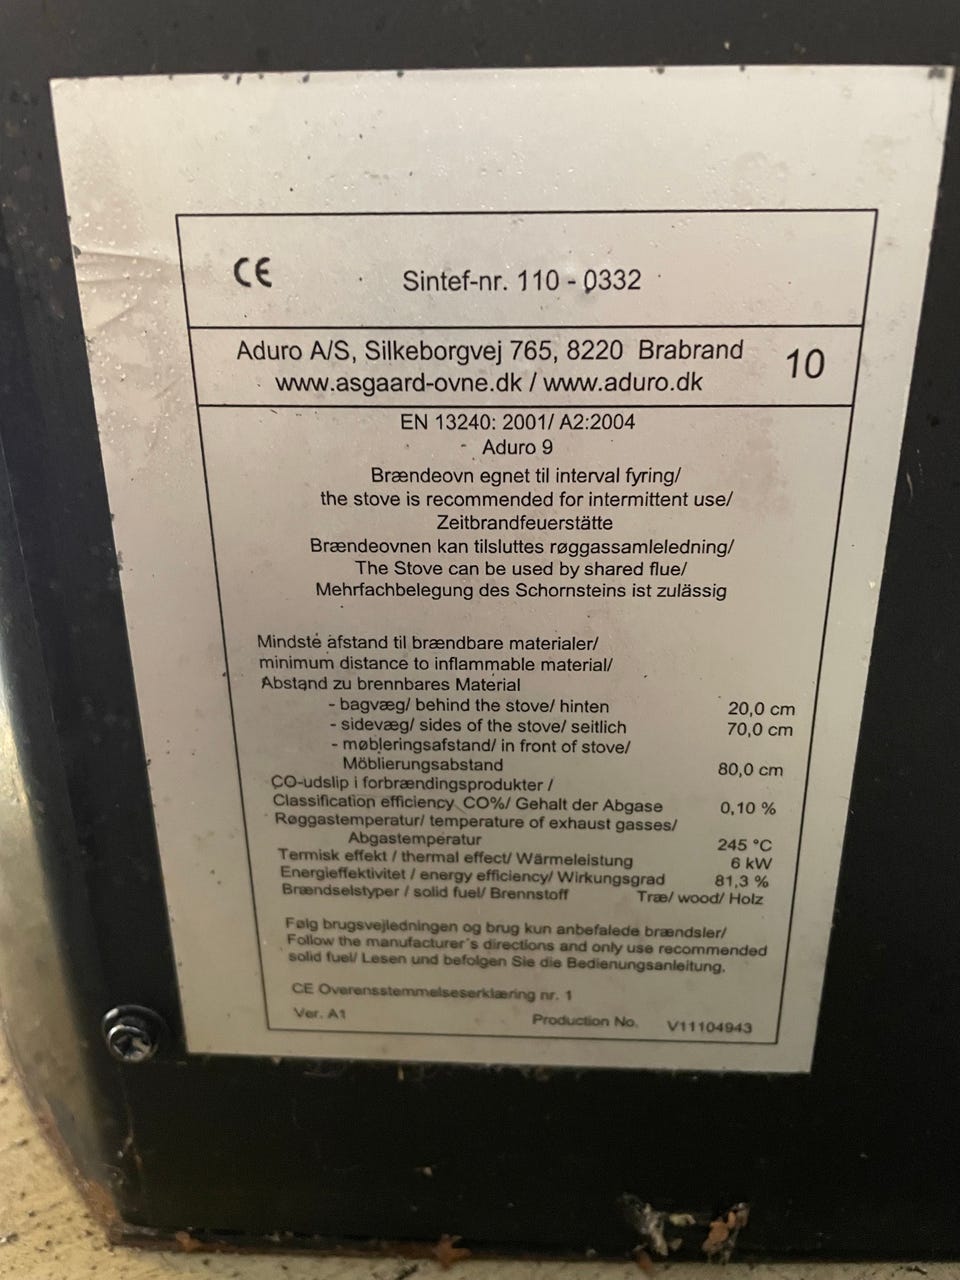 CE Sintef-nr. 110 - 0332
Aduro A/S, Silkeborgvej 765, 8220 Brabrand
10
www.asgaard-ovne.dk / www.aduro.dk
EN 13240: 2001/ A2:2004
Aduro 9
Brændeovn egnet til interval fyring/
the stove is recommended for intermittent use/
Zeitbrandfeuerstätte
Brændeovnen kan tilsluttes røggassamleledning/
The Stove can be used by shared flue/
Mehrfachbelegung des Schornsteins ist zulässig
Mindste afstand til brændbare materialer/
minimum distance to inflammable material/
Abstand zu brennbares Material
- bagvæg/ behind the stove/ hinten 20,0 cm
- sidevæg/ sides of the stove/ seitlich 70,0 cm
- møbleringsafstand/ in front of stove/
Möblierungsabstand 80,0 cm
CO-udslip i forbrændingsprodukter /
Classification efficiency CO%/ Gehalt der Abgase 0,10 %
Røggastemperatur/ temperature of exhaust gasses/
Abgastemperatur 245 °C
Termisk effekt / thermal effect/ Wärmeleistung 6 kW
Energieffektivitet / energy efficiency/ Wirkungsgrad 81,3 %
Brændselstyper / solid fuel/ Brennstoff Træ/ wood/ Holz
Følg brugsvejledningen og brug kun anbefalede brændsler/
Follow the manufacturer´s directions and only use recommended
solid fuel/ Lesen und befolgen Sie die Bedienungsanleitung.
CE Overensstemmelseserklæring nr. 1
Ver. A1 Production No. V11104943